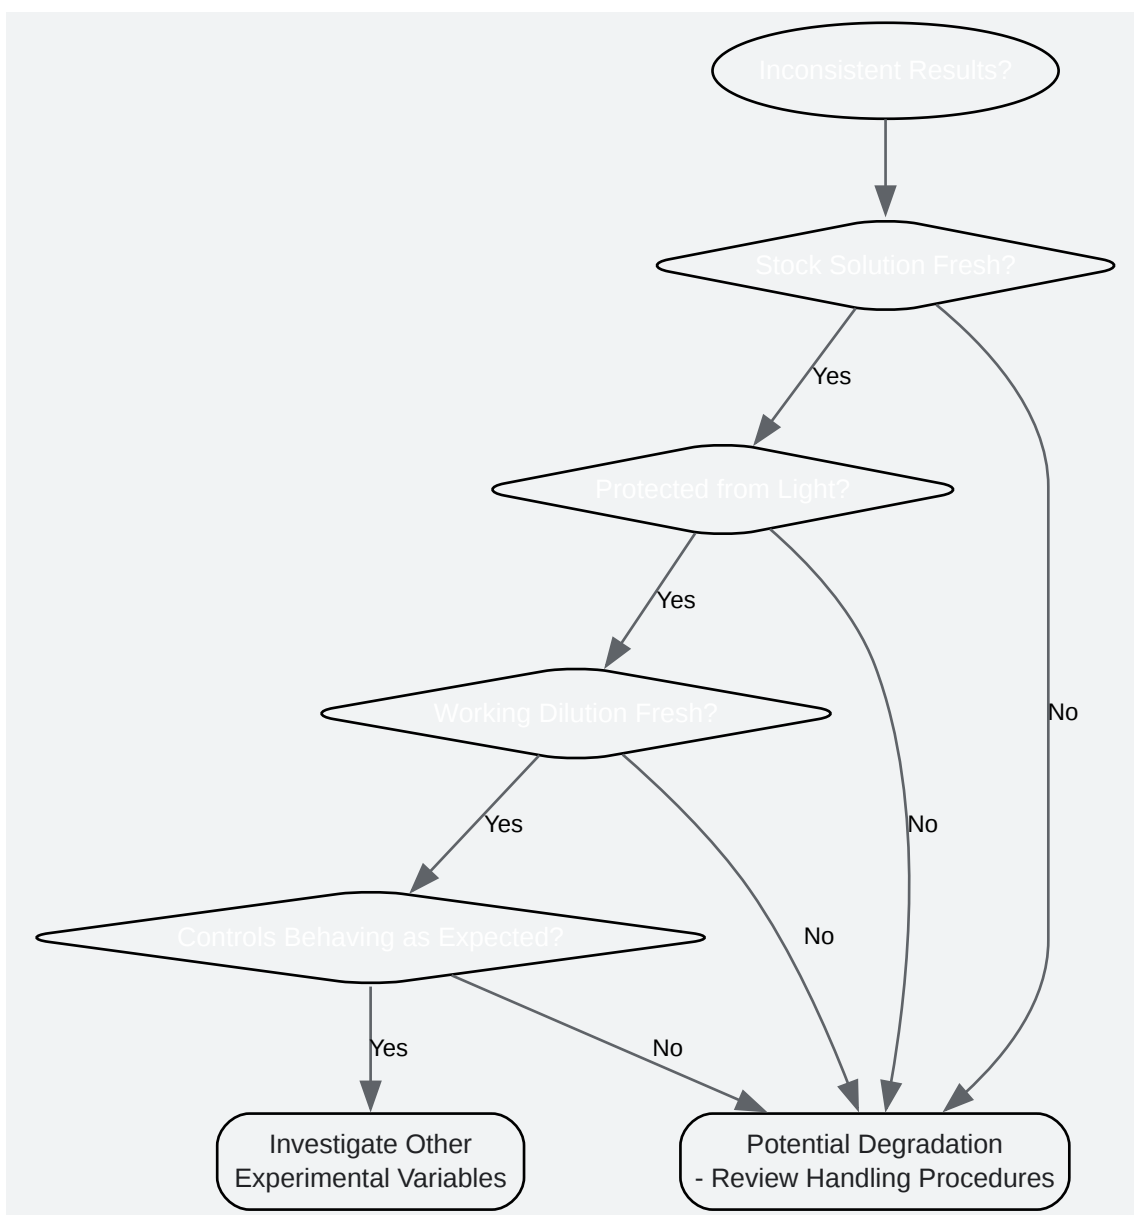 Inconsistent Results?
Stock Solution Fresh?
Yes
Protected from Light?
Yes
Working Dilution Fresh?
No
Yes
No
Controls Behaving as Expected?
No
Yes
No
Investigate Other
Experimental Variables
Potential Degradation
- Review Handling Procedures